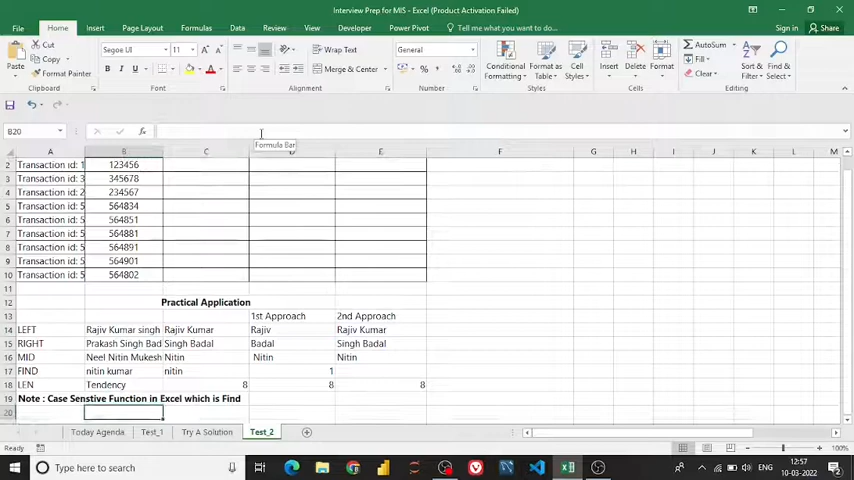 Interview Prep for MIS - Excel (Product Activation Failed)
File Home Insert Page Layout Formulas Data Review View Developer Power Pivot Tell me what you want to do... Sign in Share
Paste Cut Copy Format Painter
Clipboard
Segoe UI 11
B I U
Font
Wrap Text
Merge & Center
Alignment
General
Number
Conditional Formatting Format as Table Cell Styles
Styles
Insert Delete Format
Cells
AutoSum Fill Clear
Sort & Filter Find & Select
Editing
B20 fx
Formula Bar
A B C D E F G H I J K L M
2 Transaction id: 1 123456
3 Transaction id: 3 345678
4 Transaction id: 2 234567
5 Transaction id: 5 564834
6 Transaction id: 5 564851
7 Transaction id: 5 564881
8 Transaction id: 5 564891
9 Transaction id: 5 564901
10 Transaction id: 5 564802
11
12 Practical Application
13 1st Approach 2nd Approach
14 LEFT Rajiv Kumar singh Rajiv Kumar Rajiv Rajiv Kumar
15 RIGHT Prakash Singh Bad Singh Badal Badal Singh Badal
16 MID Neel Nitin Mukesh Nitin Nitin Nitin
17 FIND nitin kumar nitin 1
18 LEN Tendency 8 8 8
19 Note : Case Senstive Function in Excel which is Find
20
Today Agenda Test_1 Try A Solution Test_2
Ready 100%
Type here to search
ENG
12:57
10-03-2022
2